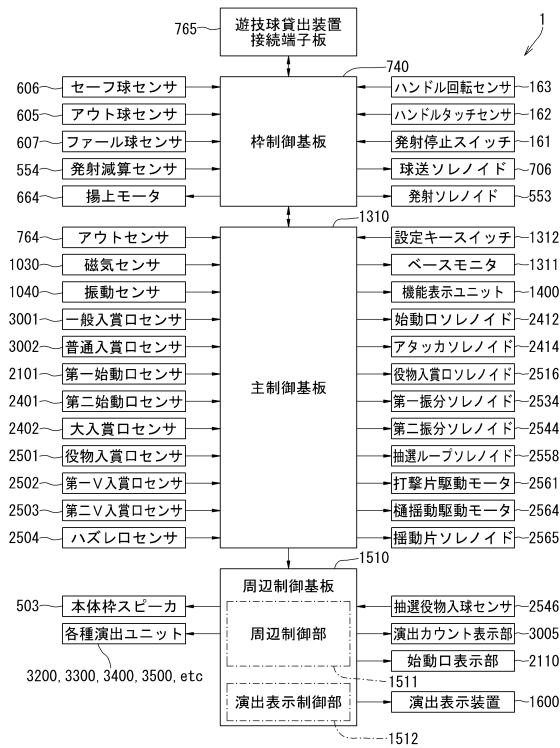 1
765
遊技球貸出装置
接続端子板
740
枠制御基板
606 セーフ球センサ
605 アウト球センサ
607 ファール球センサ
554 発射減算センサ
664 揚上モータ
ハンドル回転センサ 163
ハンドルタッチセンサ 162
発射停止スイッチ 161
球送ソレノイド 706
発射ソレノイド 553
1310
主制御基板
764 アウトセンサ
1030 磁気センサ
1040 振動センサ
3001 一般入賞口センサ
3002 普通入賞口センサ
2101 第一始動口センサ
2401 第二始動口センサ
2402 大入賞口センサ
2501 役物入賞口センサ
2502 第一V入賞口センサ
2503 第二V入賞口センサ
2504 ハズレ口センサ
設定キースイッチ 1312
ベースモニタ 1311
機能表示ユニット 1400
始動口ソレノイド 2412
アタッカソレノイド 2414
役物入賞口ソレノイド 2516
第一振分ソレノイド 2534
第二振分ソレノイド 2544
抽選ループソレノイド 2558
打撃片駆動モータ 2561
樋揺動駆動モータ 2564
揺動片ソレノイド 2565
1510
周辺制御基板
周辺制御部
1511
演出表示制御部
1512
503 本体枠スピーカ
各種演出ユニット
3200, 3300, 3400, 3500, etc
抽選役物入球センサ 2546
演出カウント表示部 3005
始動口表示部 2110
演出表示装置 1600